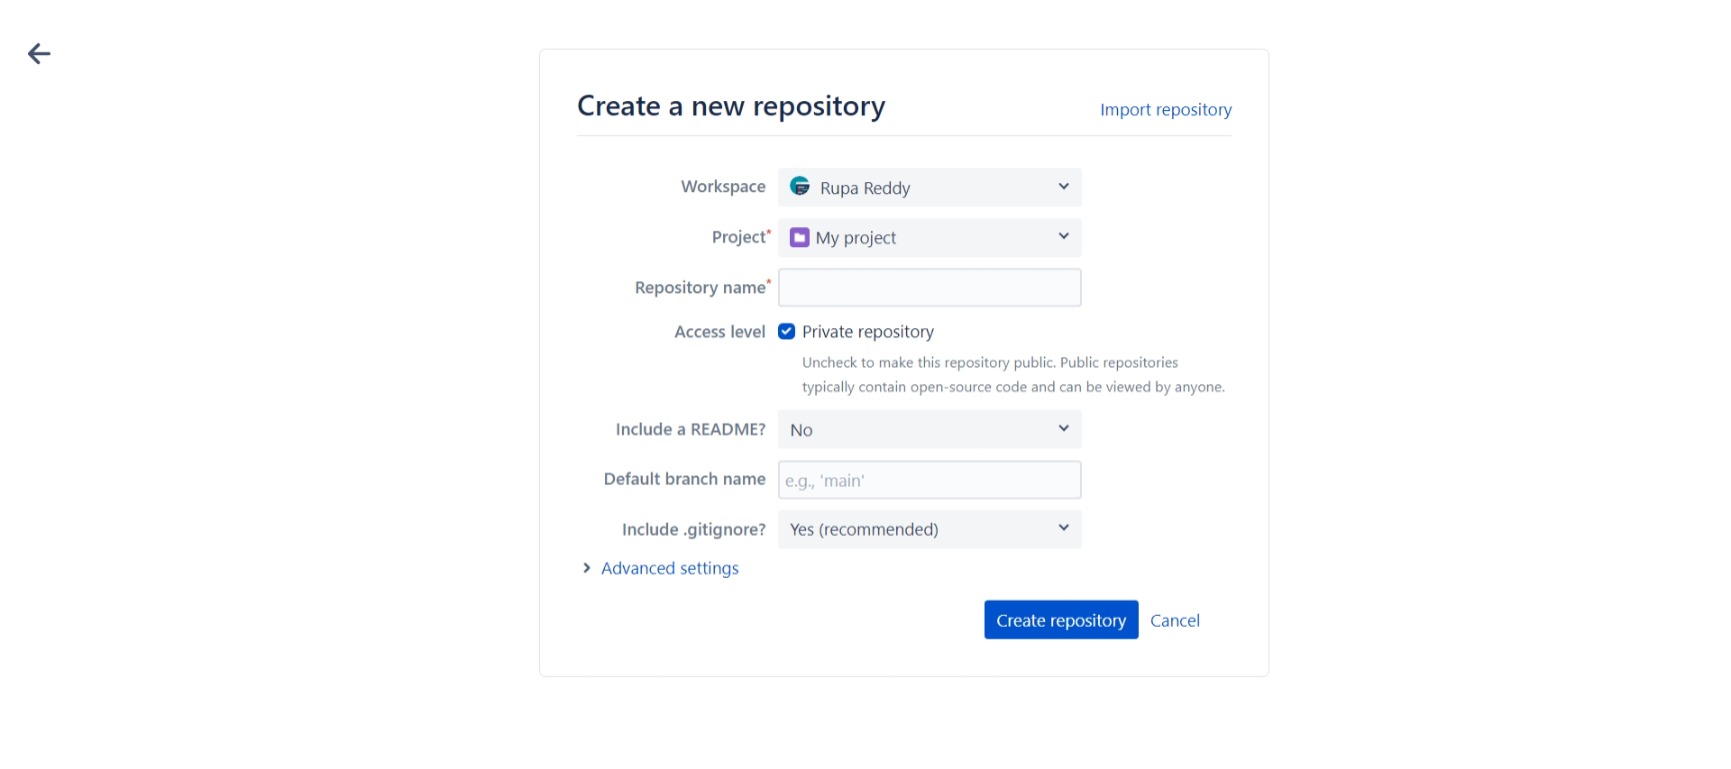 Create a new repository
Import repository
Workspace
Rupa Reddy
Project*
My project
Repository name*
Access level
Private repository
Uncheck to make this repository public. Public repositories
typically contain open-source code and can be viewed by anyone.
Include a README?
No
Default branch name
e.g., 'main'
Include .gitignore?
Yes (recommended)
Advanced settings
Create repository
Cancel